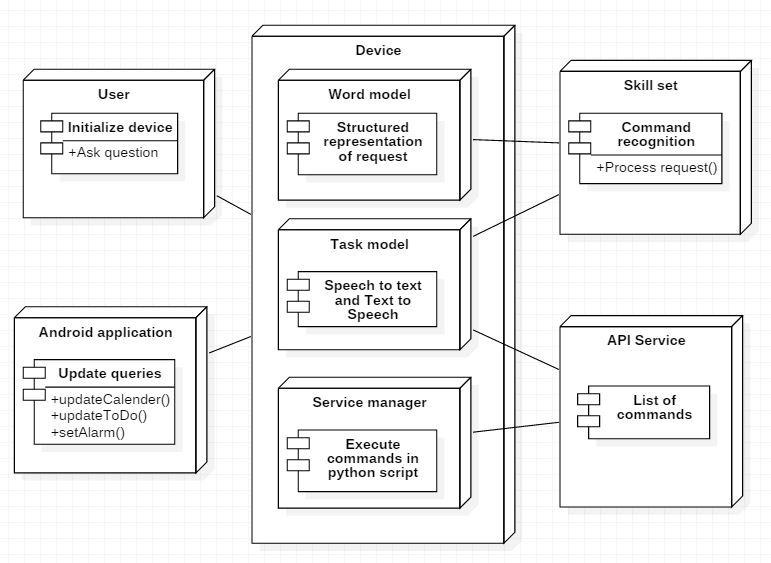 Device
User
Initialize device
+Ask question
Word model
Structured
representation
of request
Skill set
Command
recognition
+Process request()
Task model
Speech to text
and Text to
Speech
Android application
Update queries
+updateCalender()
+updateToDo()
+setAlarm()
Service manager
Execute
commands in
python script
API Service
List of
commands